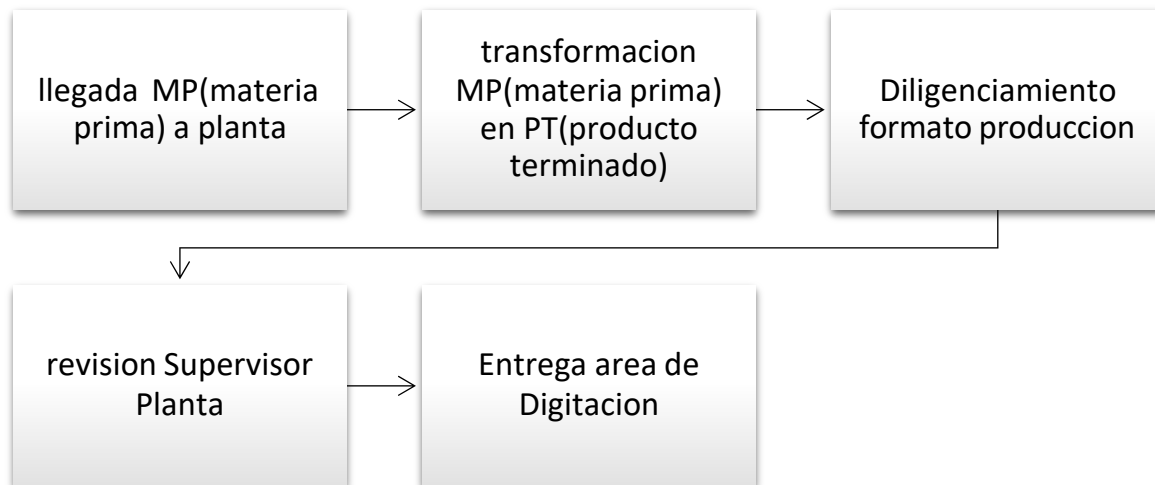 llegada MP(materia
prima) a planta
transformacion
MP(materia prima)
en PT(producto
terminado)
Diligenciamiento
formato produccion
revision Supervisor
Planta
Entrega area de
Digitacion